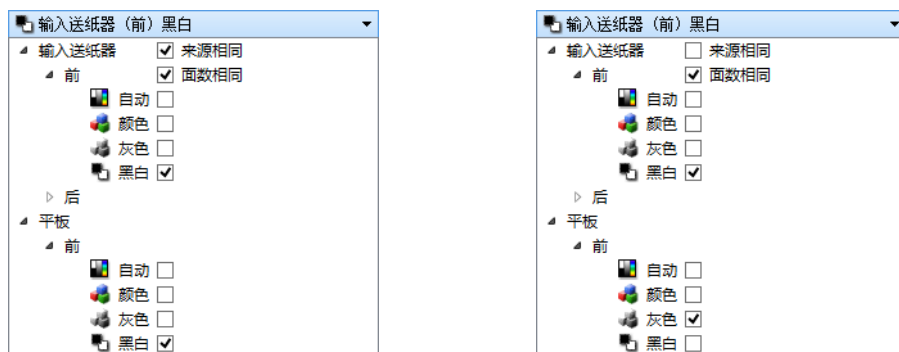 输入送纸器（前）黑白
输入送纸器 来源相同
前 面数相同
自动
颜色
灰色
黑白
后
平板
前
自动
颜色
灰色
黑白
输入送纸器（前）黑白
输入送纸器 来源相同
前 面数相同
自动
颜色
灰色
黑白
后
平板
前
自动
颜色
灰色
黑白